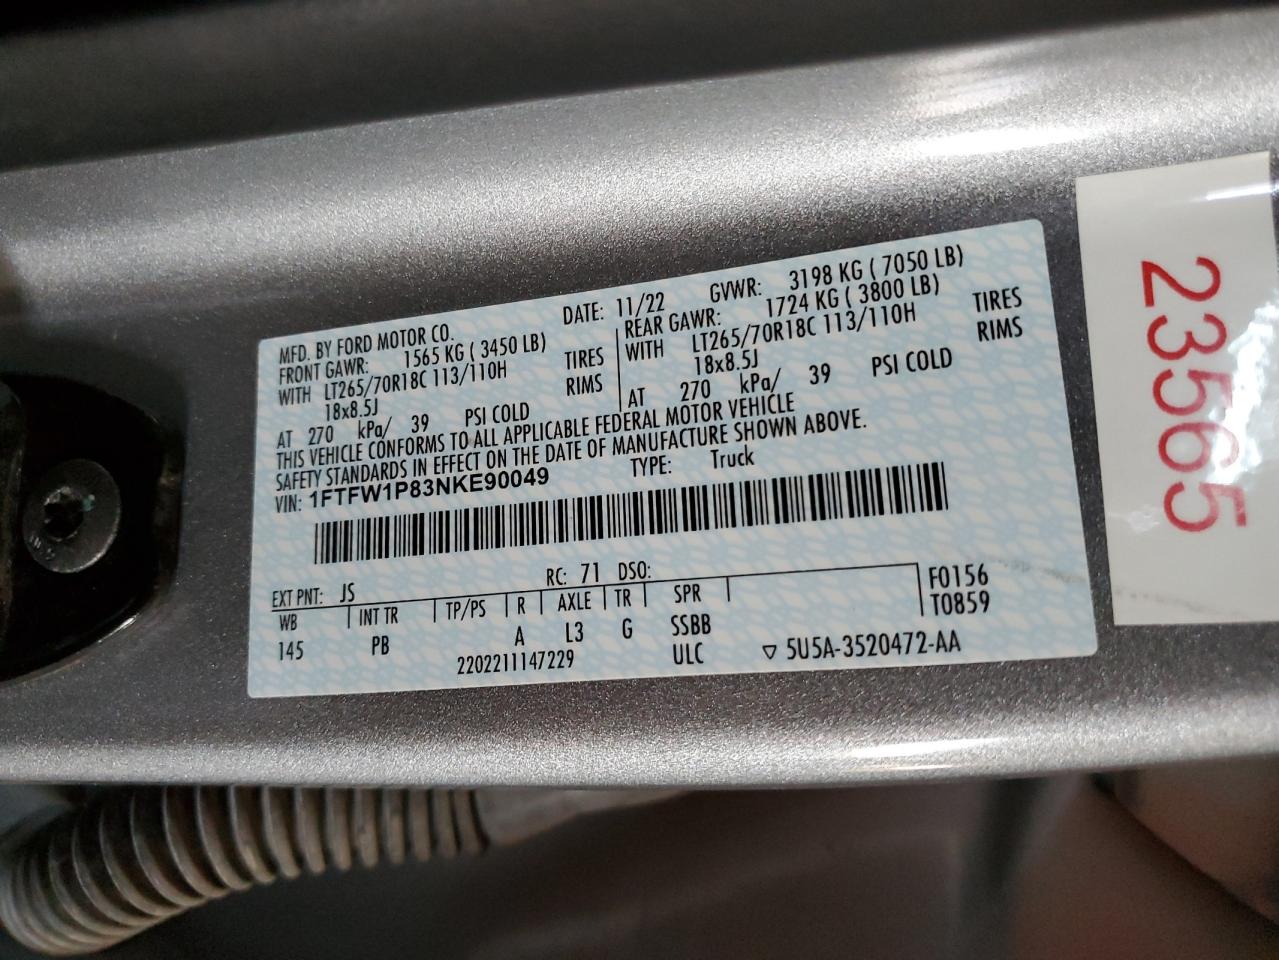 MFD. BY FORD MOTOR CO.
DATE: 11/22
GVWR: 3198 KG ( 7050 LB)
FRONT GAWR: 1565 KG ( 3450 LB)
WITH LT265/70R18C 113/110H TIRES
18x8.5J RIMS
AT 270 kPa/ 39 PSI COLD
REAR GAWR: 1724 KG ( 3800 LB)
WITH LT265/70R18C 113/110H TIRES
18x8.5J RIMS
AT 270 kPa/ 39 PSI COLD
THIS VEHICLE CONFORMS TO ALL APPLICABLE FEDERAL MOTOR VEHICLE
SAFETY STANDARDS IN EFFECT ON THE DATE OF MANUFACTURE SHOWN ABOVE.
VIN: 1FTFW1P83NKE90049 TYPE: Truck
EXT PNT: JS RC: 71 DSO:
WB INT TR TP/PS R AXLE TR SPR F0156
T0859
145 PB A L3 G SSBB
2202211147229 ULC ▽ 5U5A-3520472-AA
23565